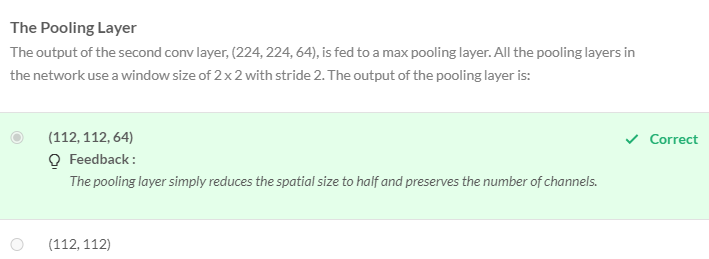 The Pooling Layer
The output of the second conv layer, (224, 224, 64), is fed to a max pooling layer. All the pooling layers in
the network use a window size of 2 x 2 with stride 2. The output of the pooling layer is:
(112, 112, 64)
Correct
Feedback :
The pooling layer simply reduces the spatial size to half and preserves the number of channels.
(112, 112)